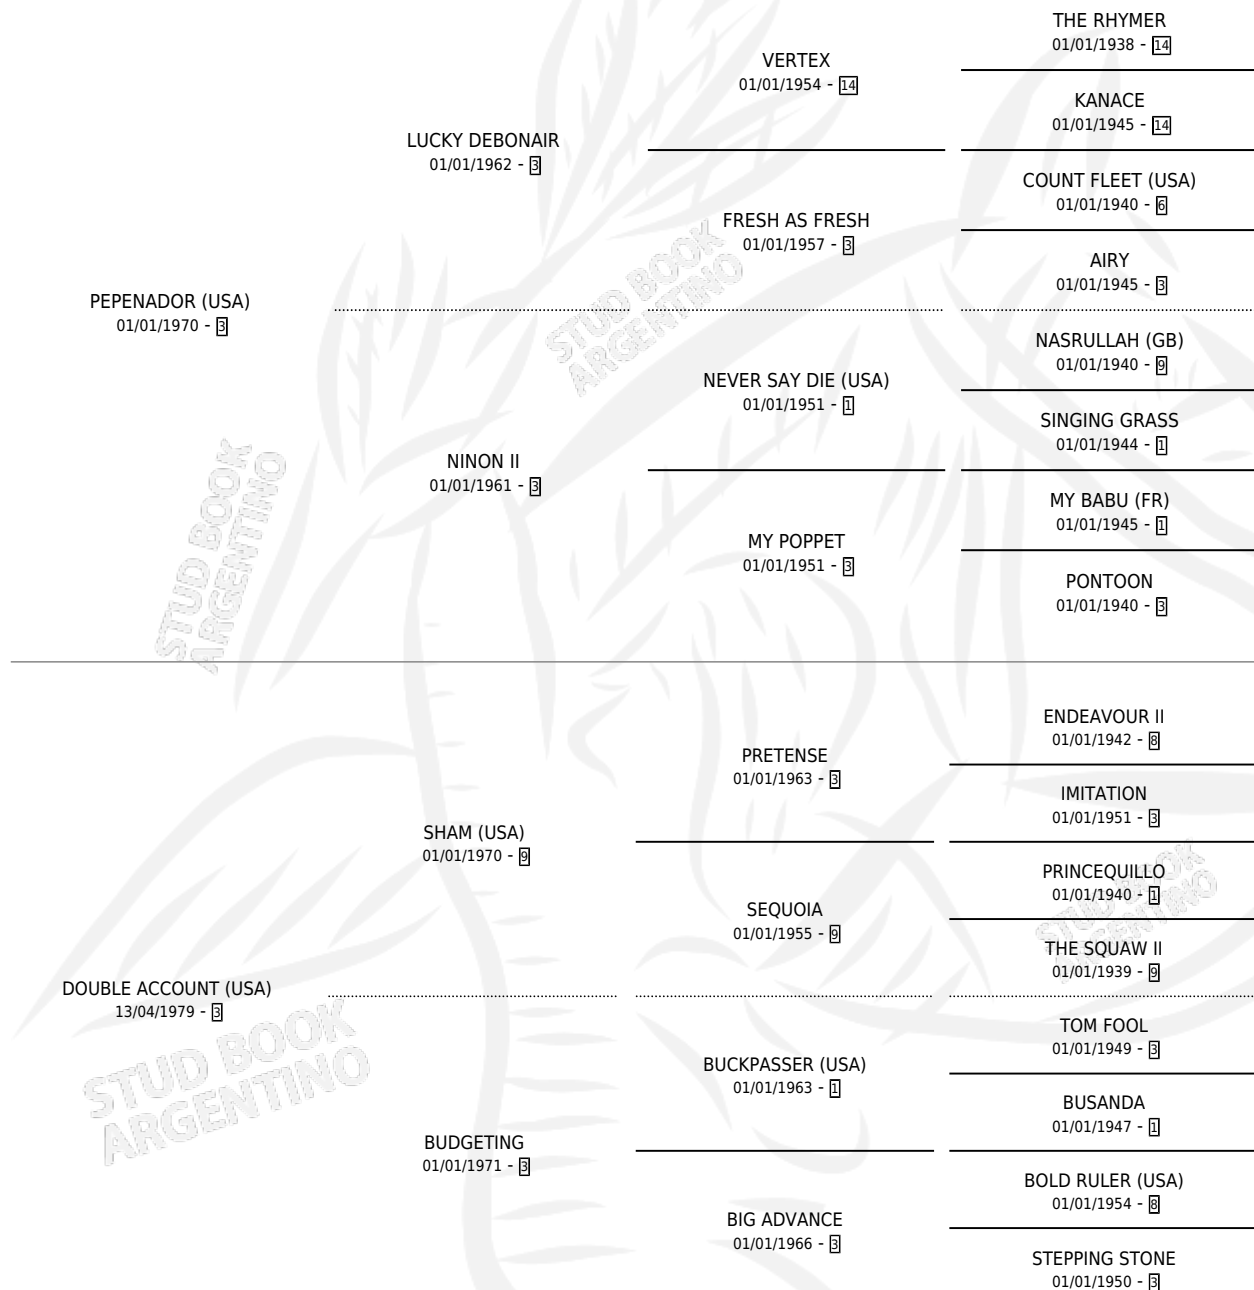 THE RHYMER
01/01/1938 - 14
VERTEX
01/01/1954 - 14
KANACE
01/01/1945 - 14
LUCKY DEBONAIR
01/01/1962 - 3
COUNT FLEET (USA)
01/01/1940 - 6
FRESH AS FRESH
01/01/1957 - 3
AIRY
01/01/1945 - 3
PEPENADOR (USA)
01/01/1970 - 3
NASRULLAH (GB)
01/01/1940 - 9
NEVER SAY DIE (USA)
01/01/1951 - 1
SINGING GRASS
01/01/1944 - 1
NINON II
01/01/1961 - 3
MY BABU (FR)
01/01/1945 - 1
MY POPPET
01/01/1951 - 3
PONTOON
01/01/1940 - 3
STUD BOOK
ARGENTINO
STUD BOOK
ARGENTINO
ENDEAVOUR II
01/01/1942 - 8
PRETENSE
01/01/1963 - 3
IMITATION
01/01/1951 - 3
SHAM (USA)
01/01/1970 - 9
PRINCEQUILLO
01/01/1940 - 1
SEQUOIA
01/01/1955 - 9
THE SQUAW II
01/01/1939 - 9
DOUBLE ACCOUNT (USA)
13/04/1979 - 3
TOM FOOL
01/01/1949 - 3
BUCKPASSER (USA)
01/01/1963 - 1
BUSANDA
01/01/1947 - 1
BUDGETING
01/01/1971 - 3
BOLD RULER (USA)
01/01/1954 - 8
BIG ADVANCE
01/01/1966 - 3
STEPPING STONE
01/01/1950 - 3
STUD BOOK
ARGENTINO
STUD BOOK
ARGENTINO